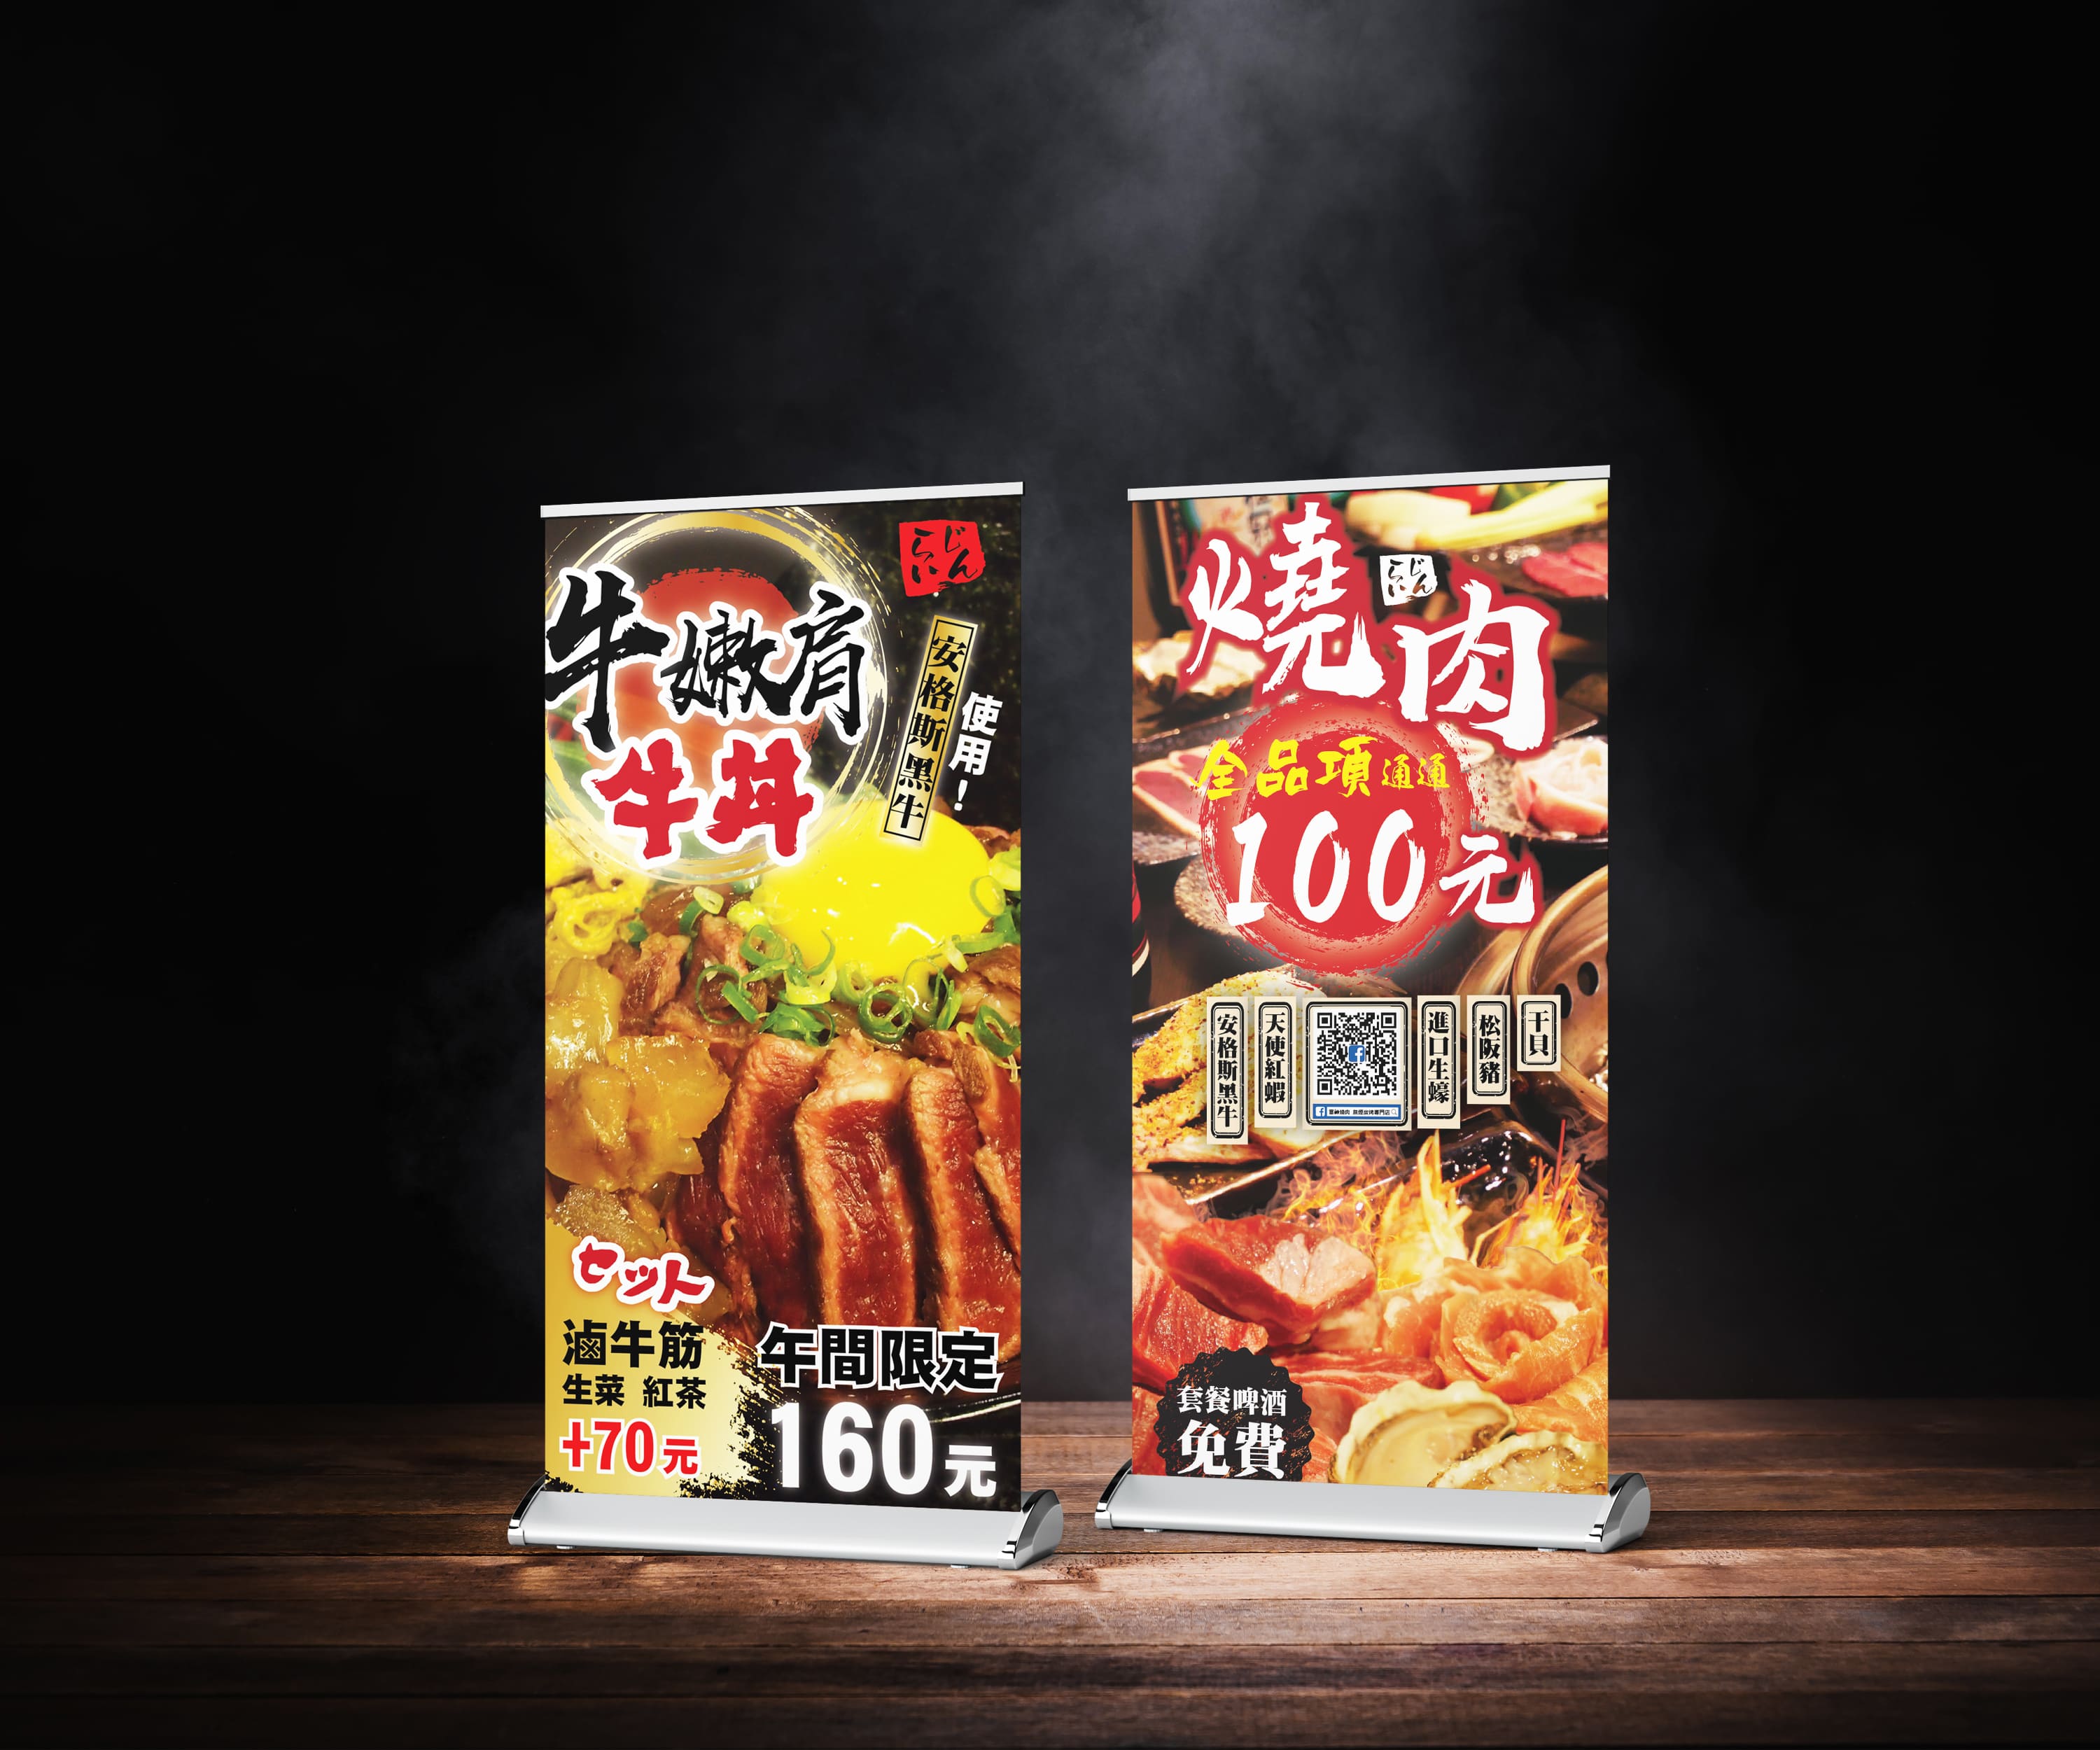 らいじん
牛嫩肩
牛丼
安格斯黑牛
使用!
セット
滷牛筋
生菜 紅茶
+70元
午間限定
160元
燒肉
らいじん
全品項通通
100元
安格斯黑牛
天使紅蝦
進口生蠔
松阪豬
干貝
套餐啤酒
免費